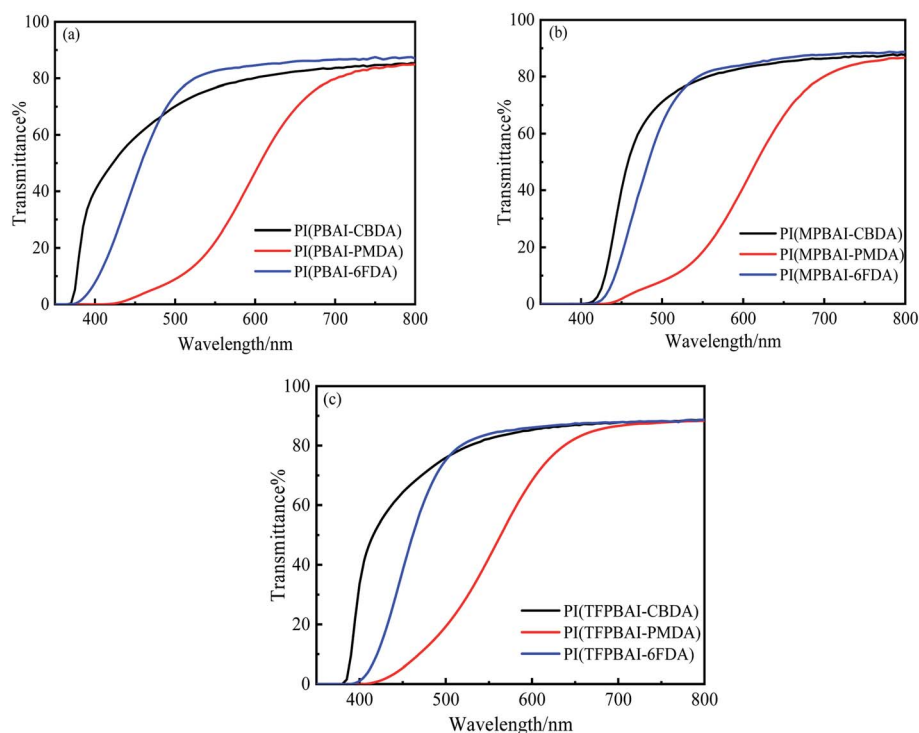 (a)
Transmittance%
100
80
60
40
20
0
PI(PBAI-CBDA)
PI(PBAI-PMDA)
PI(PBAI-6FDA)
400 500 600 700 800
Wavelength/nm
(b)
Transmittance%
100
80
60
40
20
0
PI(MPBAI-CBDA)
PI(MPBAI-PMDA)
PI(MPBAI-6FDA)
400 500 600 700 800
Wavelength/nm
(c)
Transmittance%
100
80
60
40
20
0
PI(TFPBAI-CBDA)
PI(TFPBAI-PMDA)
PI(TFPBAI-6FDA)
400 500 600 700 800
Wavelength/nm